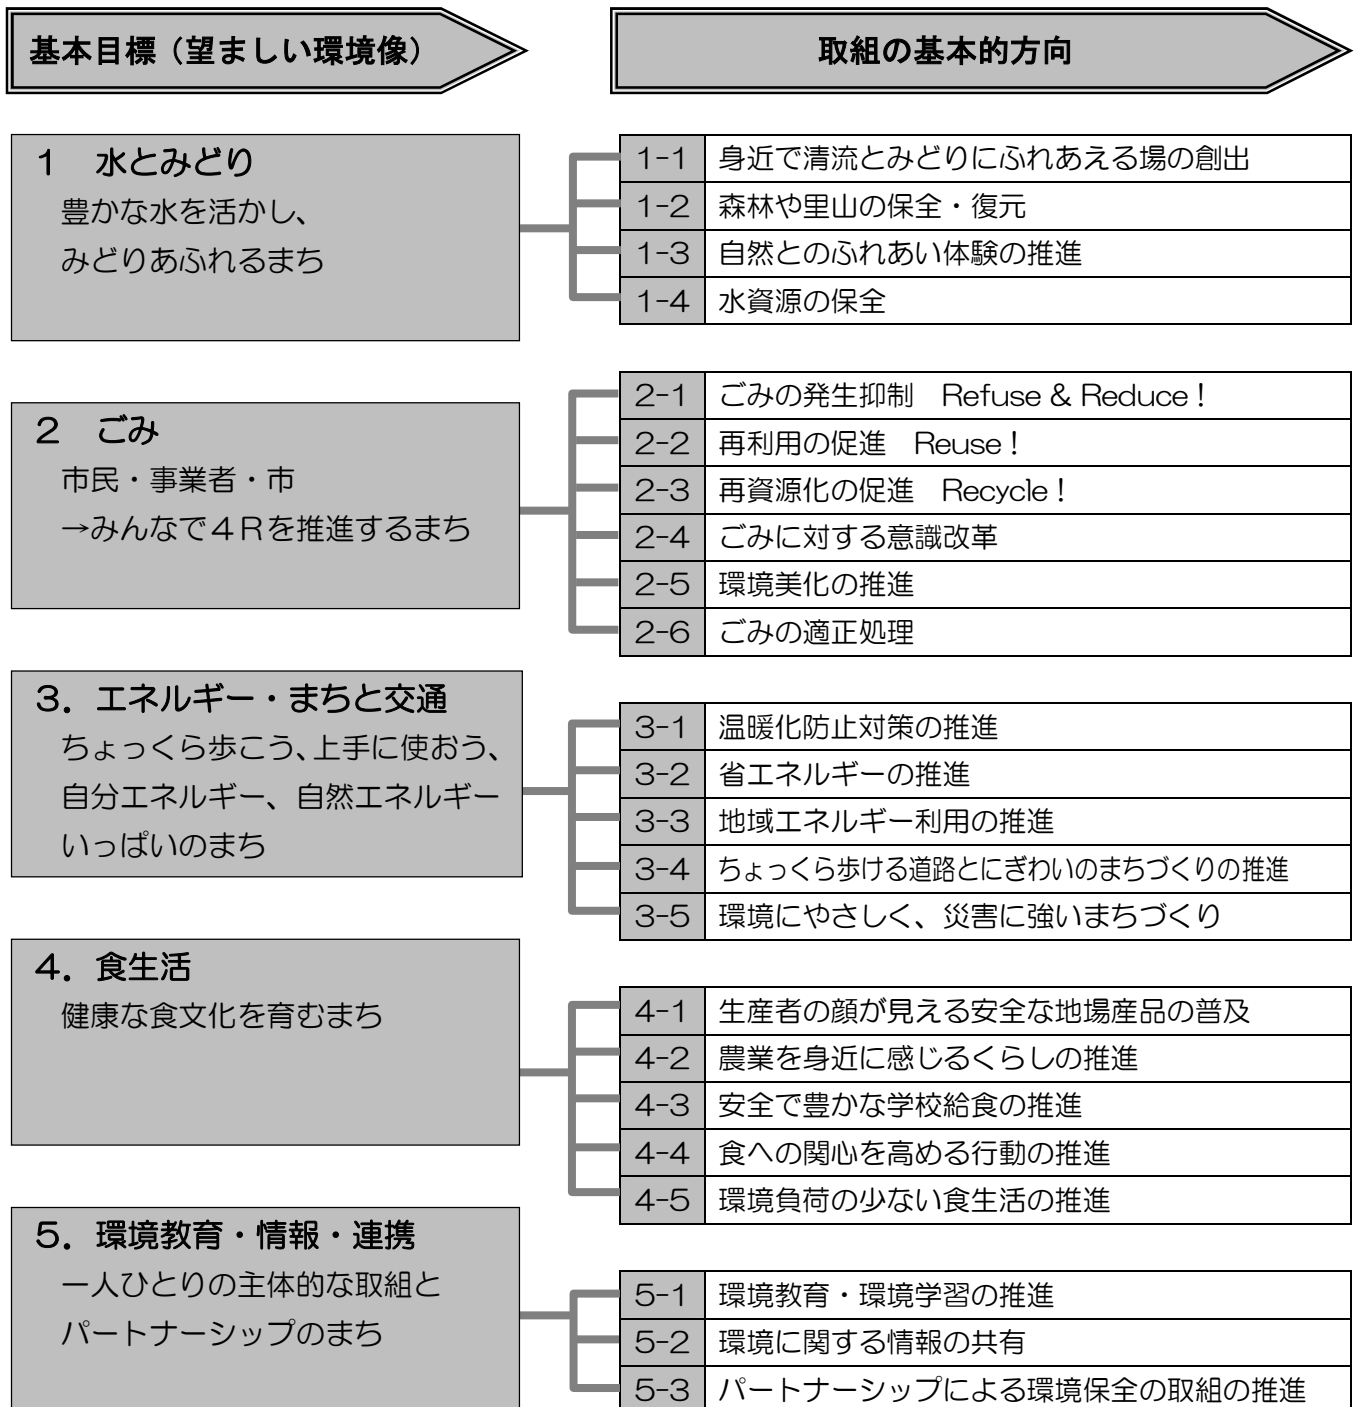 基本目標（望ましい環境像）
取組の基本的方向
1　水とみどり
豊かな水を活かし、
みどりあふれるまち
1-1　身近で清流とみどりにふれあえる場の創出
1-2　森林や里山の保全・復元
1-3　自然とのふれあい体験の推進
1-4　水資源の保全
2　ごみ
市民・事業者・市
→みんなで４Ｒを推進するまち
2-1　ごみの発生抑制　Refuse & Reduce！
2-2　再利用の促進　Reuse！
2-3　再資源化の促進　Recycle！
2-4　ごみに対する意識改革
2-5　環境美化の推進
2-6　ごみの適正処理
3．エネルギー・まちと交通
ちょっくら歩こう、上手に使おう、
自分エネルギー、自然エネルギー
いっぱいのまち
3-1　温暖化防止対策の推進
3-2　省エネルギーの推進
3-3　地域エネルギー利用の推進
3-4　ちょっくら歩ける道路とにぎわいのまちづくりの推進
3-5　環境にやさしく、災害に強いまちづくり
4．食生活
健康な食文化を育むまち
4-1　生産者の顔が見える安全な地場産品の普及
4-2　農業を身近に感じるくらしの推進
4-3　安全で豊かな学校給食の推進
4-4　食への関心を高める行動の推進
4-5　環境負荷の少ない食生活の推進
5．環境教育・情報・連携
一人ひとりの主体的な取組と
パートナーシップのまち
5-1　環境教育・環境学習の推進
5-2　環境に関する情報の共有
5-3　パートナーシップによる環境保全の取組の推進